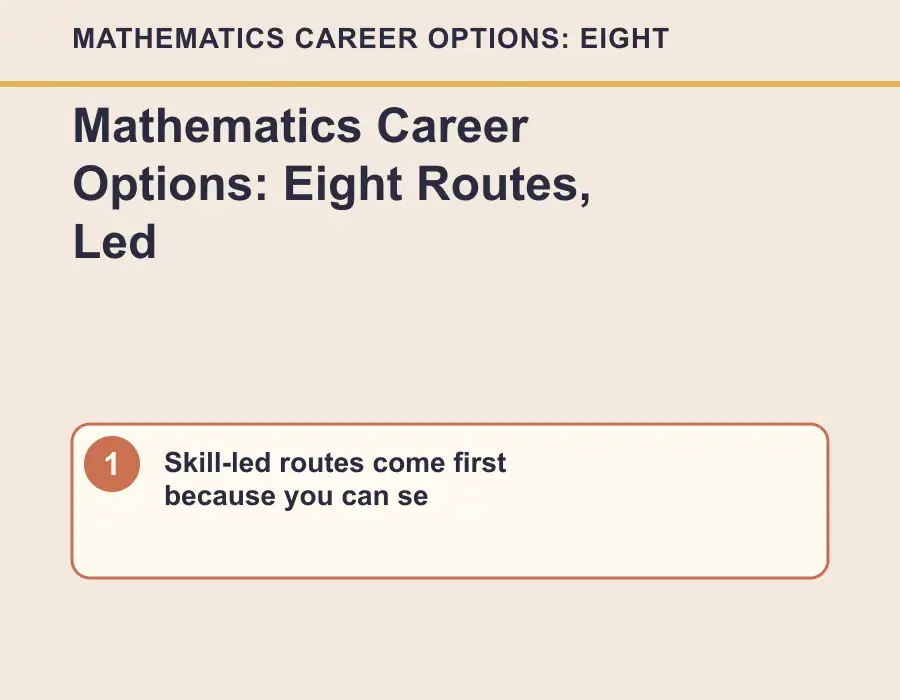 MATHEMATICS CAREER OPTIONS: EIGHT
Mathematics Career
Options: Eight Routes,
Led
1
Skill-led routes come first
because you can se